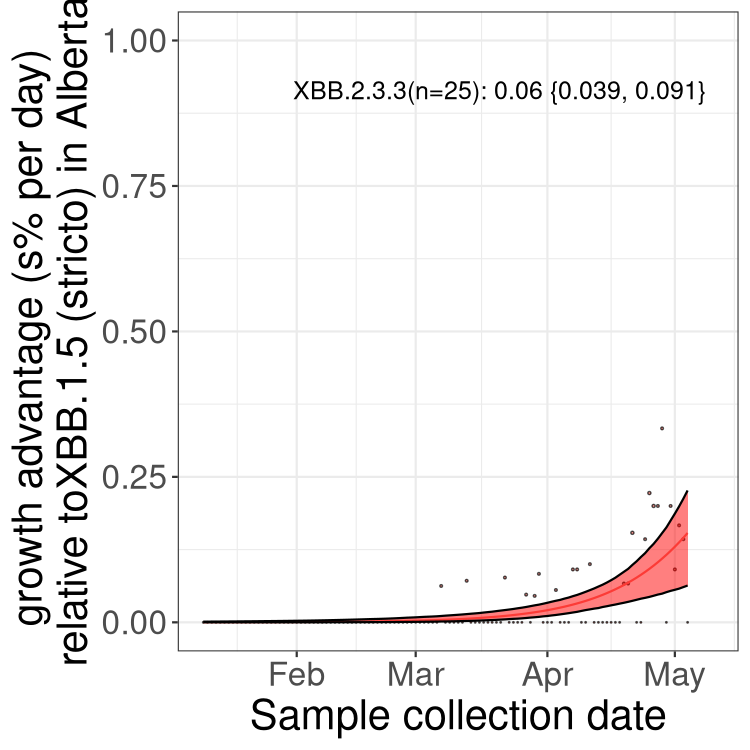 growth advantage (s% per day)
relative toXBB.1.5 (stricto) in Alberta
1.00
0.75
0.50
0.25
0.00
XBB.2.3.3(n=25): 0.06 {0.039, 0.091}
Feb Mar Apr May
Sample collection date